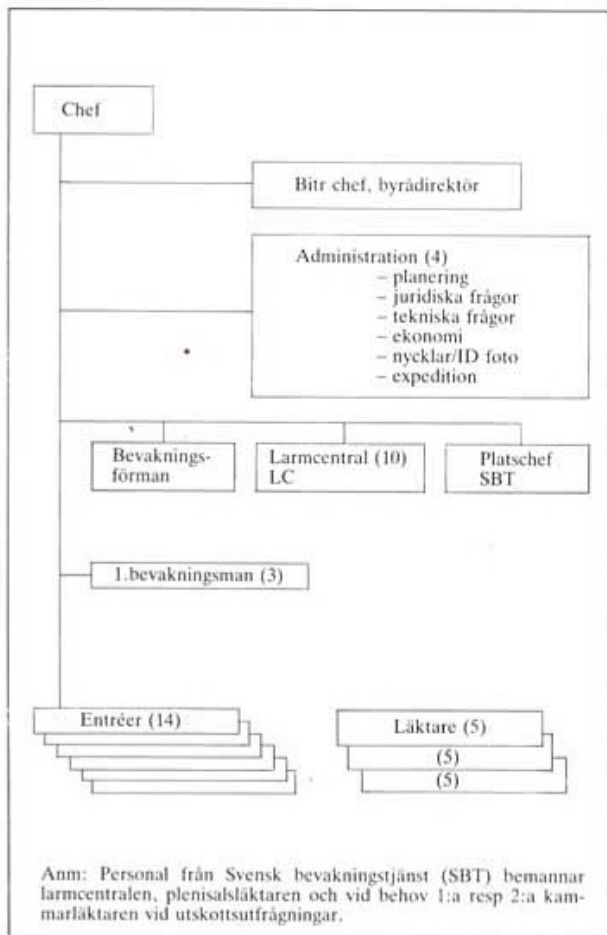 Chef
Bitr chef, byrådirektör
Administration (4)
– planering
– juridiska frågor
– tekniska frågor
– ekonomi
– nycklar/ID foto
– expedition
Bevaknings-
förman
Larmcentral (10)
LC
Platschef
SBT
1.bevakningsman (3)
Entréer (14)
Läktare (5)
(5)
(5)
Anm: Personal från Svensk bevakningstjänst (SBT) bemannar
larmcentralen, plenisalsläktaren och vid behov 1:a resp 2:a kam-
marläktaren vid utskottsutfrågningar.